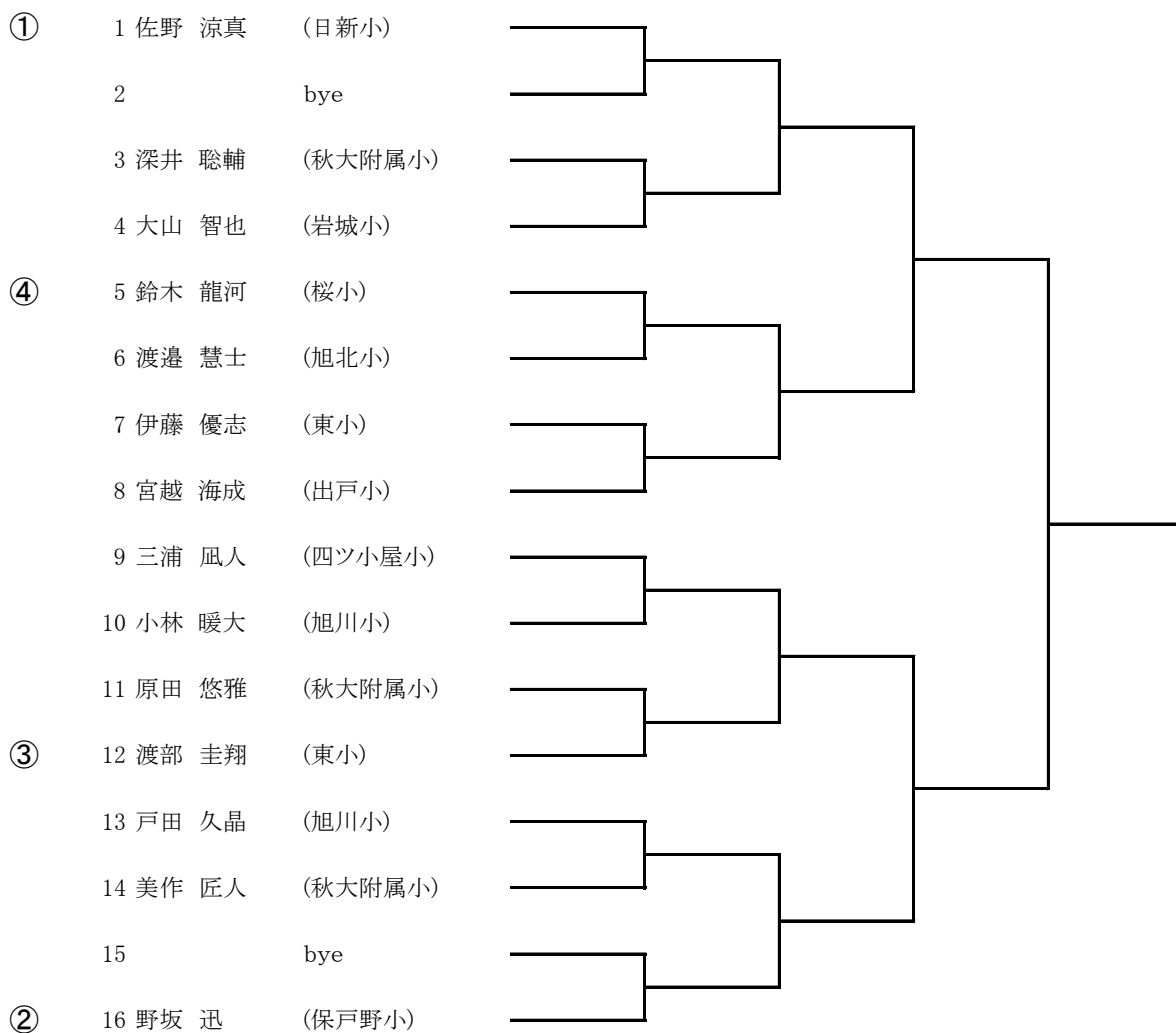 ① 1 佐野 涼真 (日新小)
2 bye
3 深井 聡輔 (秋大附属小)
4 大山 智也 (岩城小)
④ 5 鈴木 龍河 (桜小)
6 渡邉 慧士 (旭北小)
7 伊藤 優志 (東小)
8 宮越 海成 (出戸小)
9 三浦 凪人 (四ツ小屋小)
10 小林 暖大 (旭川小)
11 原田 悠雅 (秋大附属小)
③ 12 渡部 圭翔 (東小)
13 戸田 久晶 (旭川小)
14 美作 匠人 (秋大附属小)
15 bye
② 16 野坂 迅 (保戸野小)